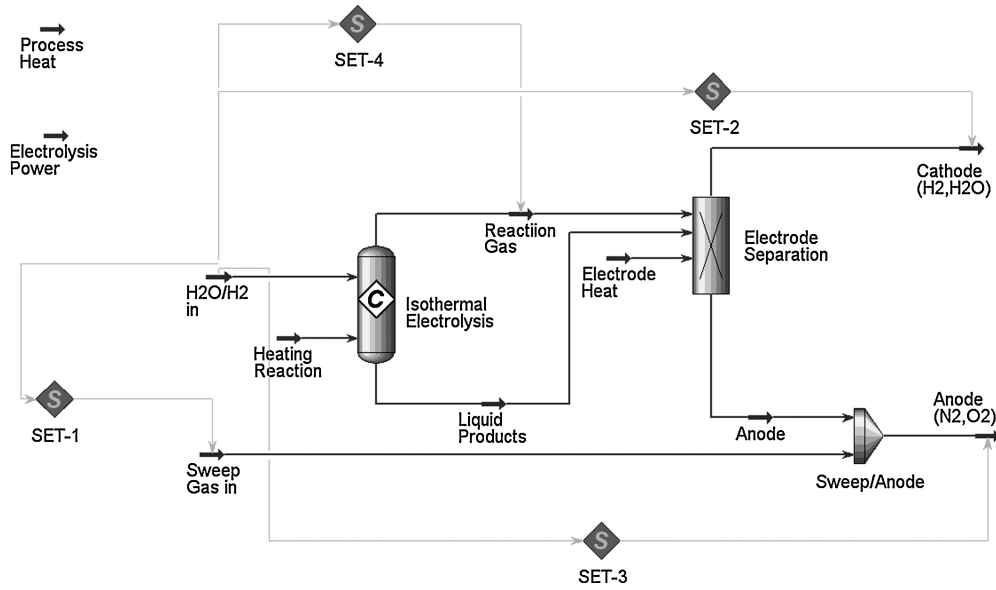 Process
Heat
S
SET-4
S
SET-2
Electrolysis
Power
Cathode
(H2,H2O)
Reactiion
Gas
Electrode
Separation
Electrode
Heat
H2O/H2
in
C
Isothermal
Electrolysis
Heating
Reaction
S
SET-1
Liquid
Products
Anode
Anode
(N2,O2)
Sweep
Gas in
Sweep/Anode
S
SET-3